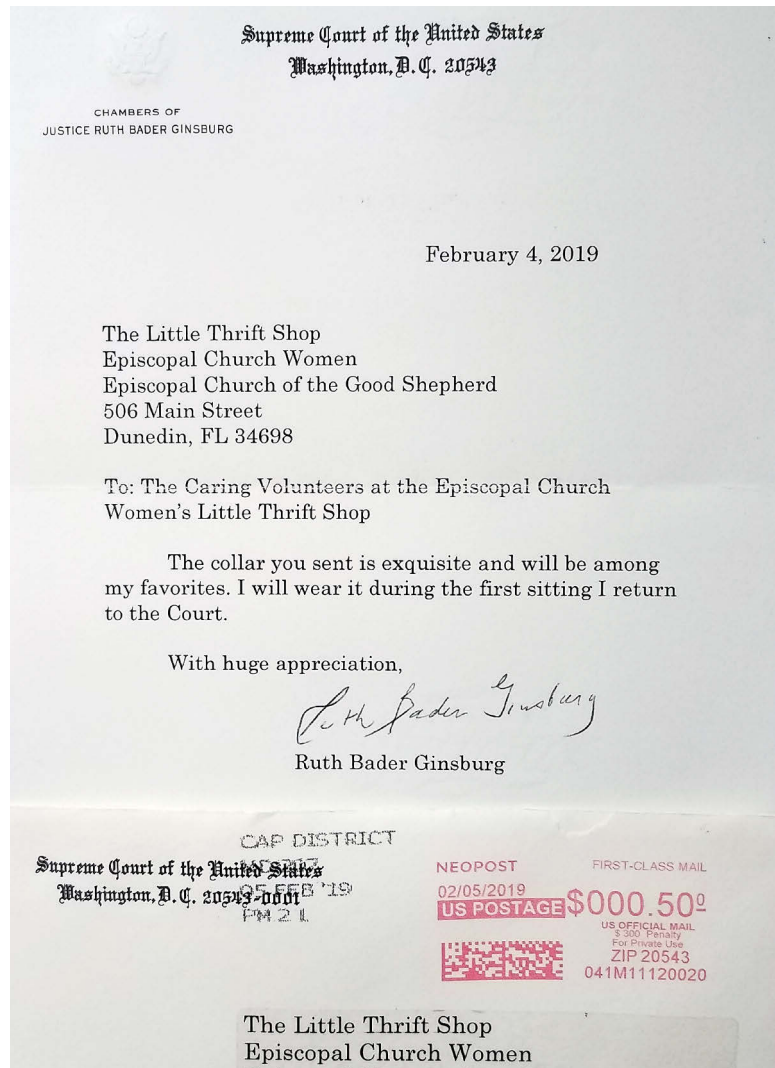 Supreme Court of the United States
Washington, D. C. 20543
CHAMBERS OF
JUSTICE RUTH BADER GINSBURG
February 4, 2019
The Little Thrift Shop
Episcopal Church Women
Episcopal Church of the Good Shepherd
506 Main Street
Dunedin, FL 34698
To: The Caring Volunteers at the Episcopal Church
Women's Little Thrift Shop
The collar you sent is exquisite and will be among
my favorites. I will wear it during the first sitting I return
to the Court.
With huge appreciation,
Ruth Bader Ginsburg
Ruth Bader Ginsburg
CAP DISTRICT
Supreme Court of the United States
Washington, D. C. 20543-0001
05 FEB '19
PM 2 L
NEOPOST
FIRST-CLASS MAIL
02/05/2019
US POSTAGE $000.50⁰
US OFFICIAL MAIL
$ 300 Penalty
For Private Use
ZIP 20543
041M11120020
The Little Thrift Shop
Episcopal Church Women